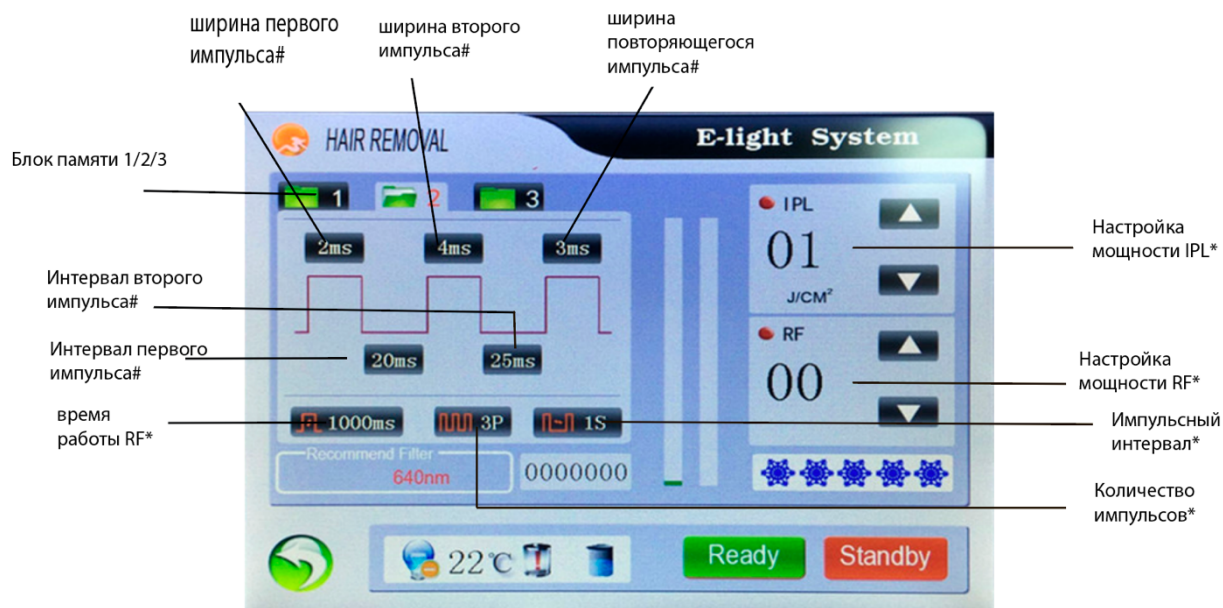 ширина первого
импульса#
ширина второго
импульса#
ширина
повторяющегося
импульса#
HAIR REMOVAL
E-light System
Блок памяти 1/2/3
1
2
3
IPL
01
J/CM²
Настройка
мощности IPL*
2ms
4ms
3ms
Интервал второго
импульса#
Интервал первого
импульса#
20ms
25ms
RF
00
Настройка
мощности RF*
время
работы RF*
1000ms
3P
1S
Импульсный
интервал*
Recommend Filter
640nm
0000000
Количество
импульсов*
22℃
Ready
Standby